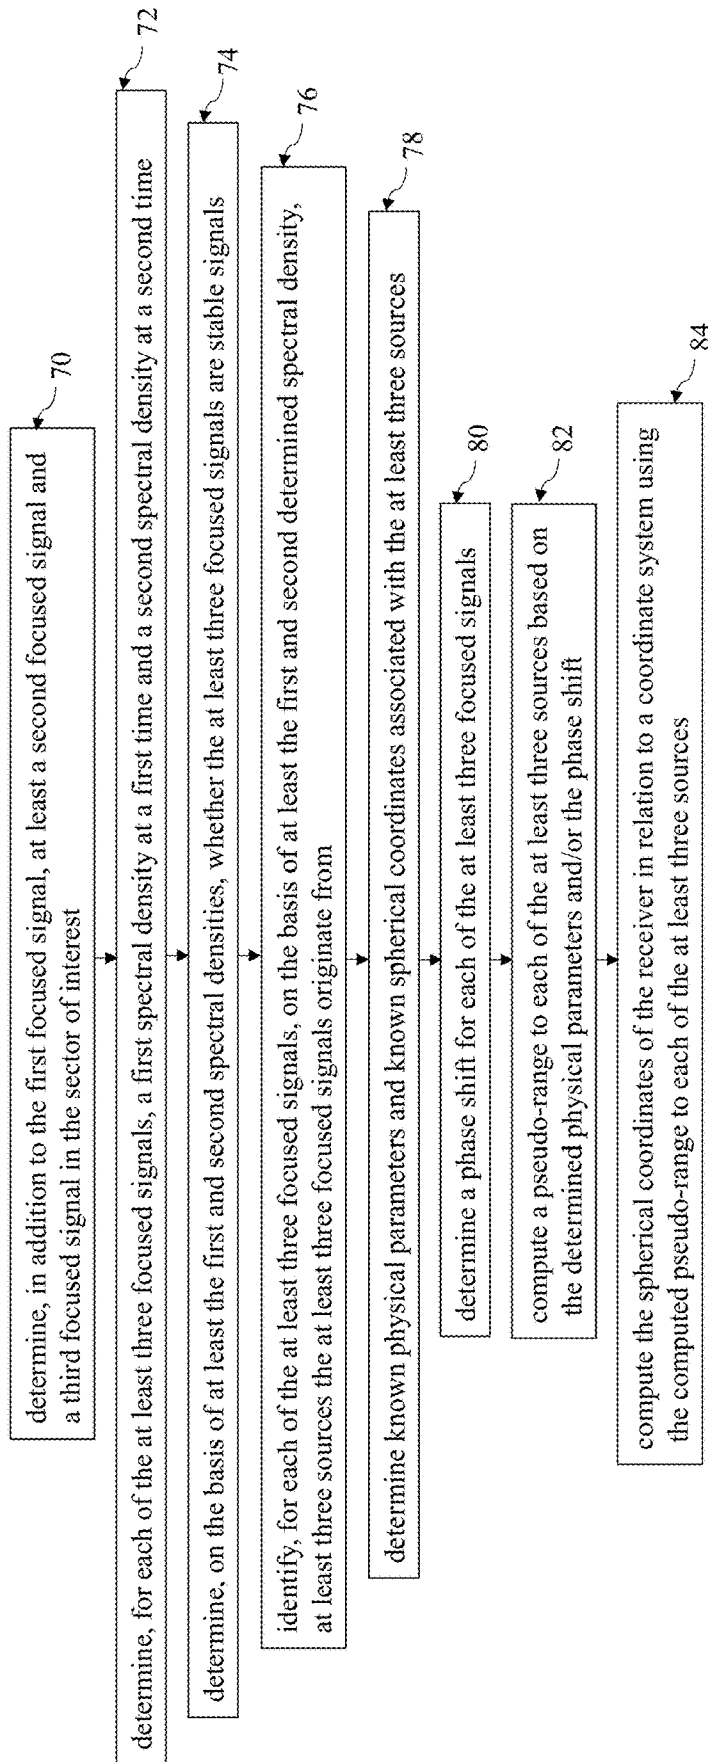 determine, in addition to the first focused signal, at least a second focused signal and
a third focused signal in the sector of interest
70
determine, for each of the at least three focused signals, a first spectral density at a first time and a second spectral density at a second time
72
determine, on the basis of at least the first and second spectral densities, whether the at least three focused signals are stable signals
74
identify, for each of the at least three focused signals, on the basis of at least the first and second determined spectral density,
at least three sources the at least three focused signals originate from
76
determine known physical parameters and known spherical coordinates associated with the at least three sources
78
determine a phase shift for each of the at least three focused signals
80
compute a pseudo-range to each of the at least three sources based on
the determined physical parameters and/or the phase shift
82
compute the spherical coordinates of the receiver in relation to a coordinate system using
the computed pseudo-range to each of the at least three sources
84